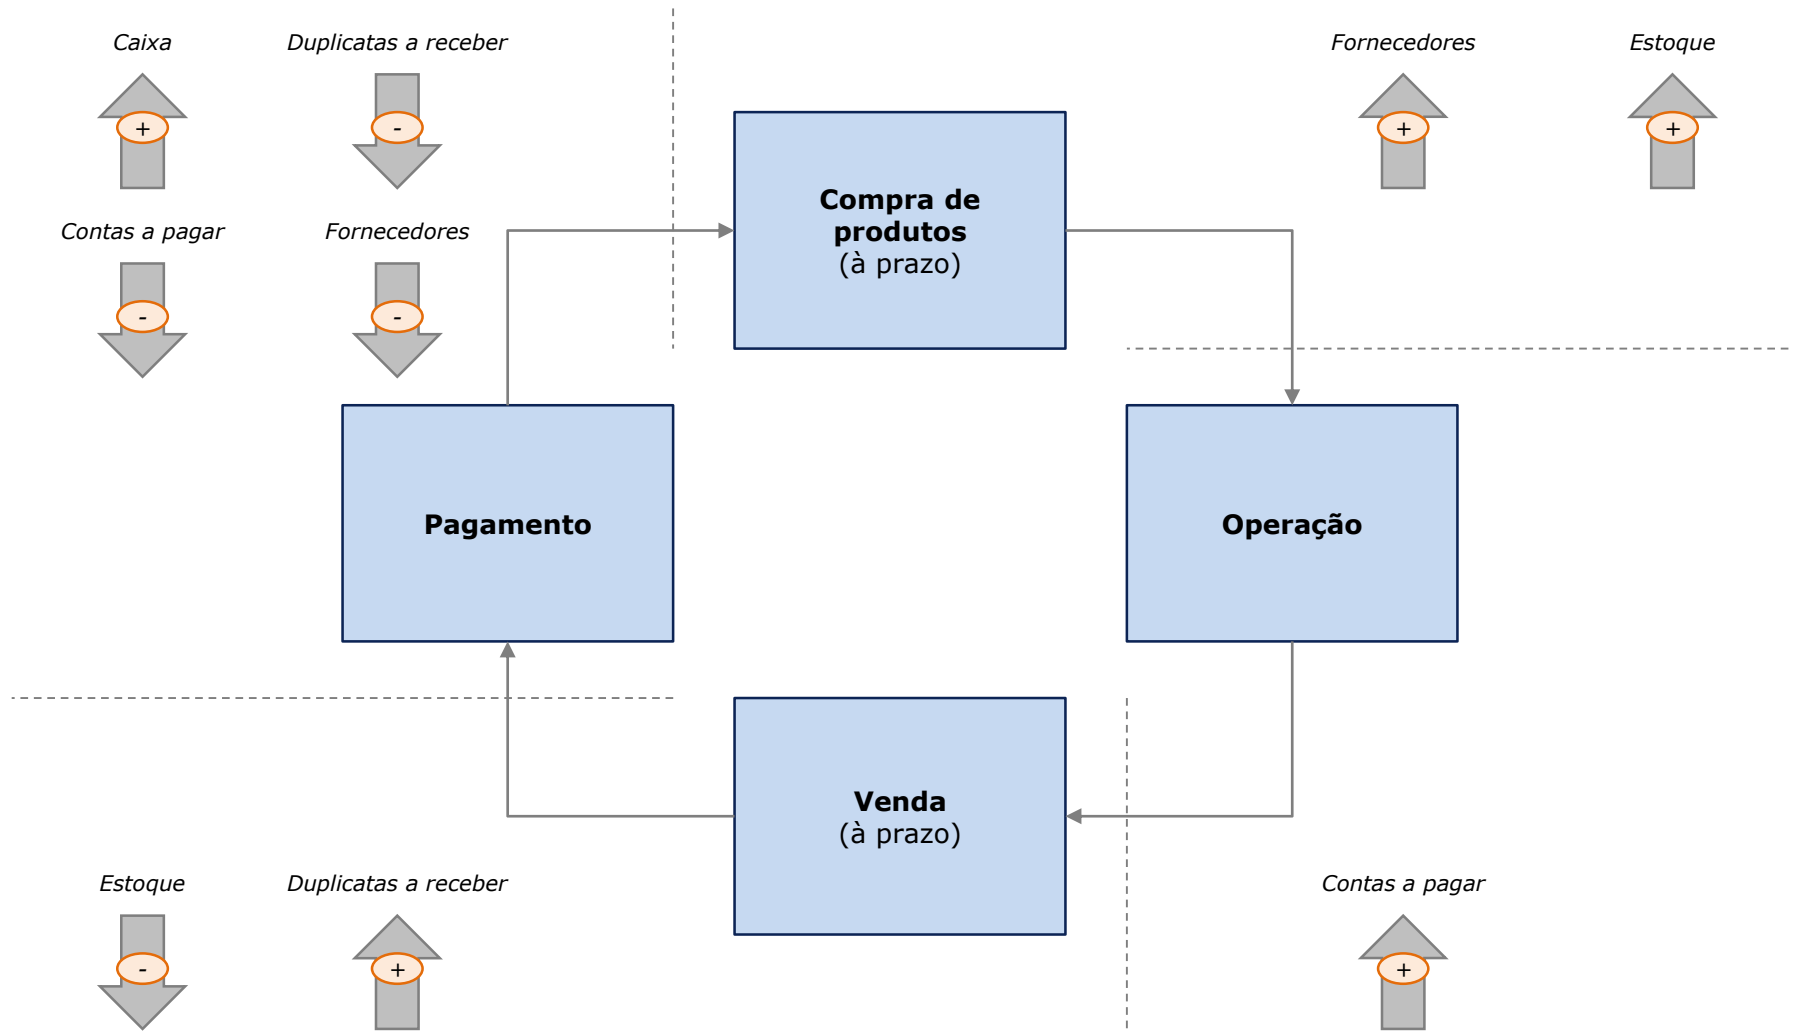 Caixa
Duplicatas a receber
Fornecedores
Estoque
+
-
+
+
Compra de
produtos
(à prazo)
Contas a pagar
Fornecedores
-
-
Pagamento
Operação
Venda
(à prazo)
Estoque
Duplicatas a receber
Contas a pagar
-
+
+